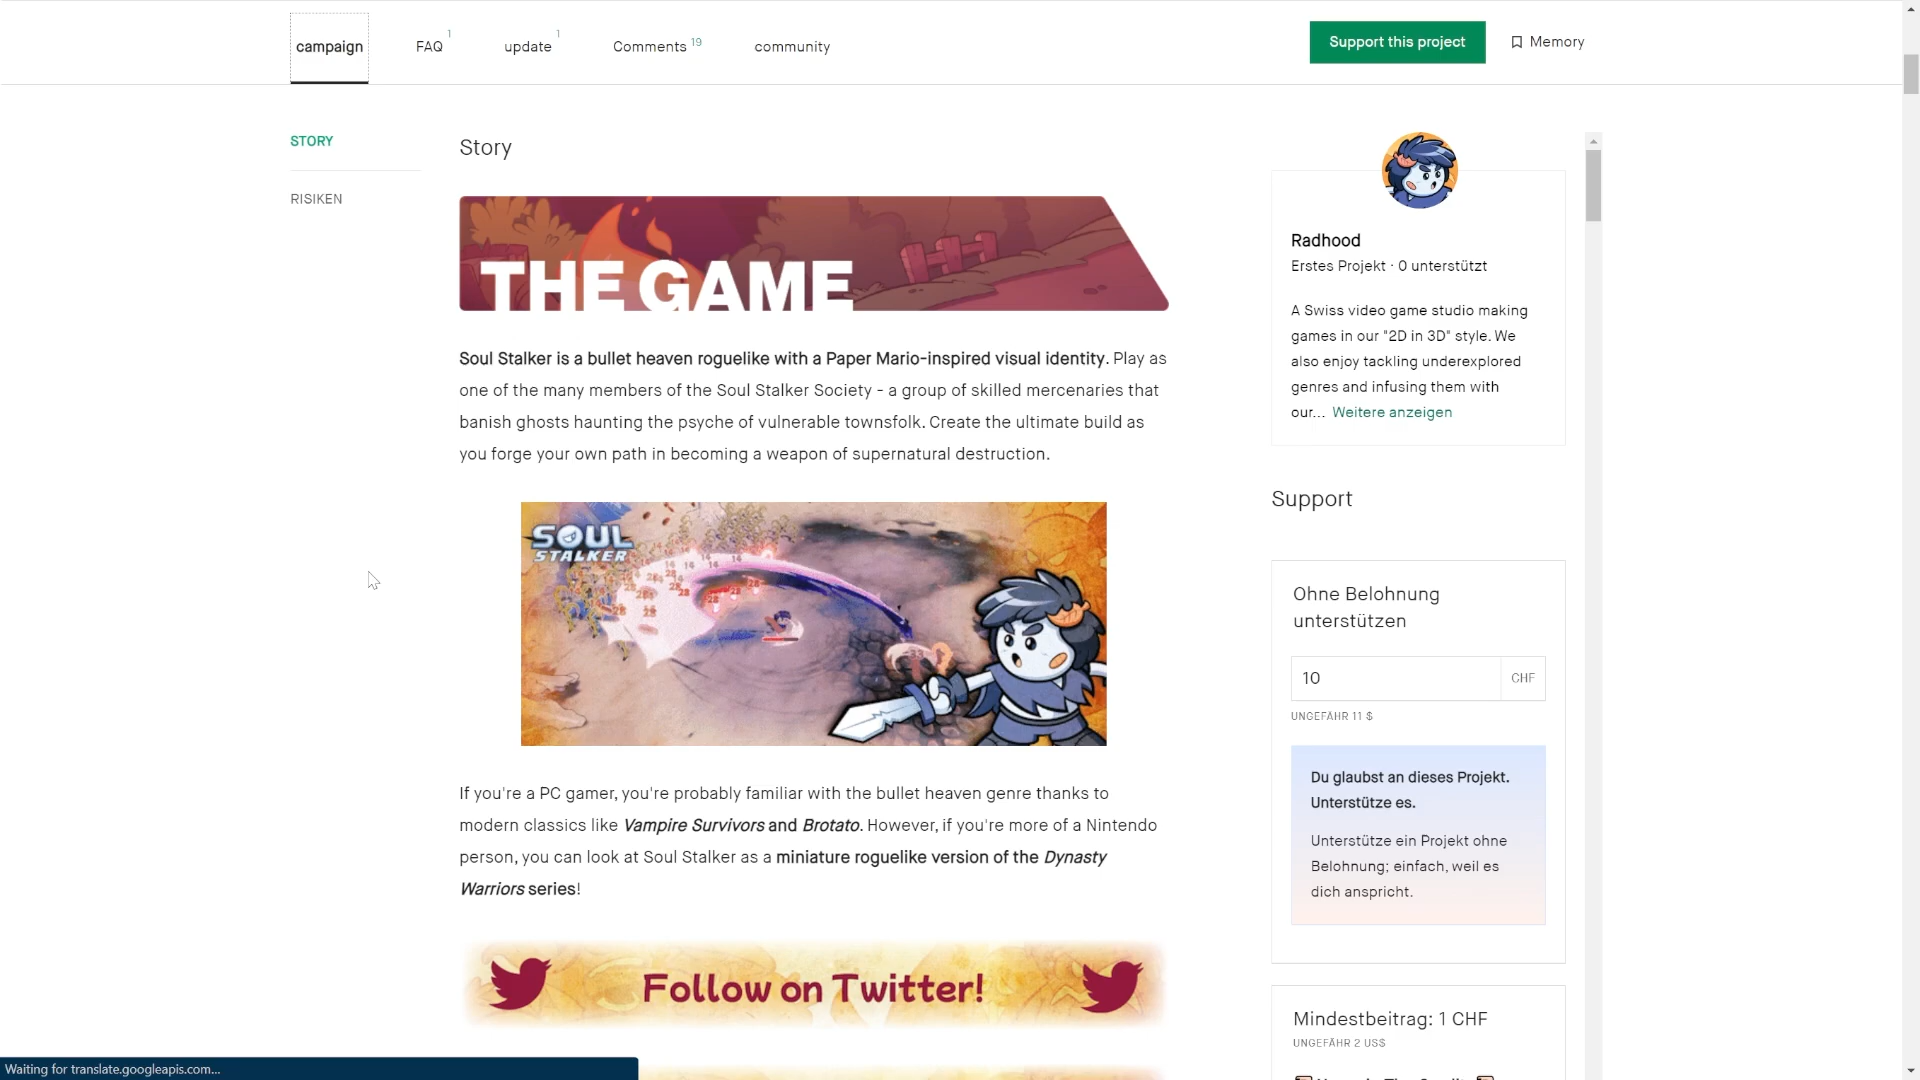 campaign
FAQ 1
update 1
Comments 19
community
Support this project
Memory
STORY
RISKEN
Story
THE GAME
Soul Stalker is a bullet heaven roguelike with a Paper Mario-inspired visual identity. Play as
one of the many members of the Soul Stalker Society - a group of skilled mercenaries that
banish ghosts haunting the psyche of vulnerable townsfolk. Create the ultimate build as
you forge your own path in becoming a weapon of supernatural destruction.
SOUL
STALKER
If you're a PC gamer, you're probably familiar with the bullet heaven genre thanks to
modern classics like Vampire Survivors and Brotato. However, if you're more of a Nintendo
person, you can look at Soul Stalker as a miniature roguelike version of the Dynasty
Warriors series!
Follow on Twitter!
Radhood
Erstes Projekt · 0 unterstützt
A Swiss video game studio making
games in our "2D in 3D" style. We
also enjoy tackling underexplored
genres and infusing them with
our... Weitere anzeigen
Support
Ohne Belohnung
unterstützen
10 CHF
UNGEFÄHR 11 $
Du glaubst an dieses Projekt.
Unterstütze es.
Unterstütze ein Projekt ohne
Belohnung; einfach, weil es
dich anspricht.
Mindestbeitrag: 1 CHF
UNGEFÄHR 2 US$
Waiting for translate.googleapis.com...